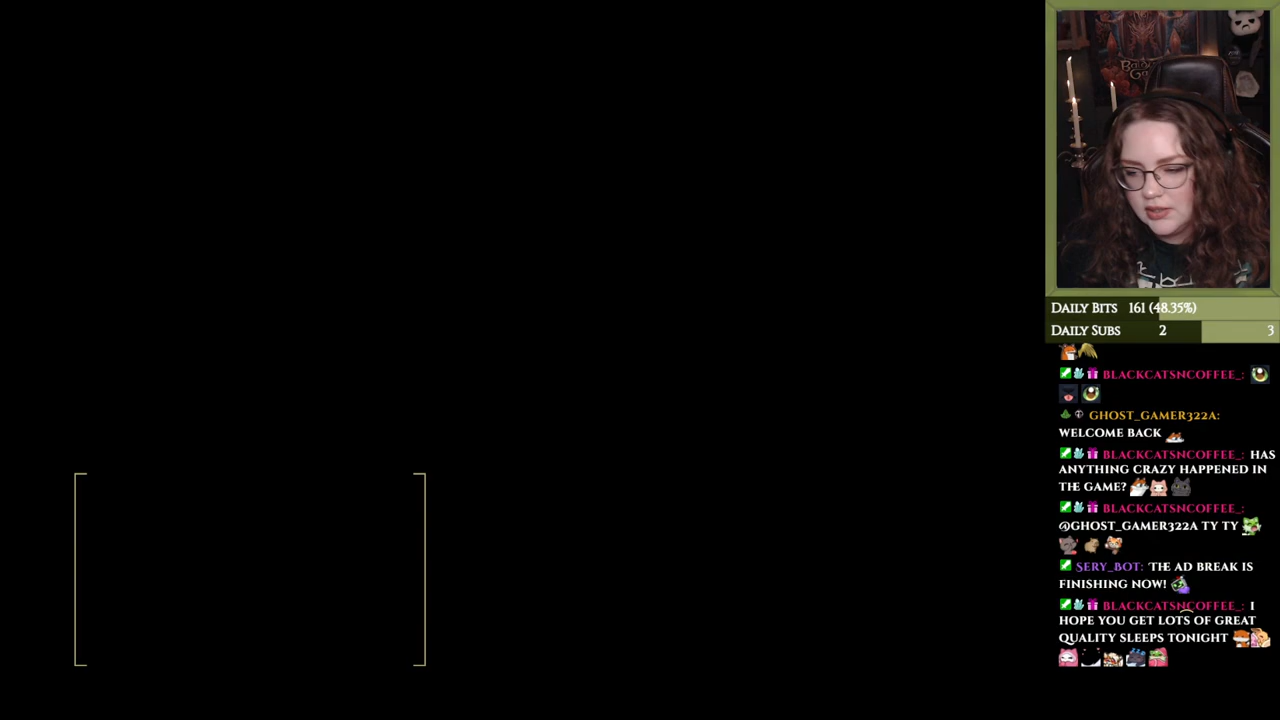 Baldur's
Gate
DAILY BITS 161 (48.35%)
DAILY SUBS 2 3
BLACKCATSNCOFFEE_:
GHOST_GAMER322A:
WELCOME BACK
BLACKCATSNCOFFEE_: HAS
ANYTHING CRAZY HAPPENED IN
THE GAME?
BLACKCATSNCOFFEE_:
@GHOST_GAMER322A TY TY
SERY_BOT: THE AD BREAK IS
FINISHING NOW!
BLACKCATSNCOFFEE_: I
HOPE YOU GET LOTS OF GREAT
QUALITY SLEEPS TONIGHT